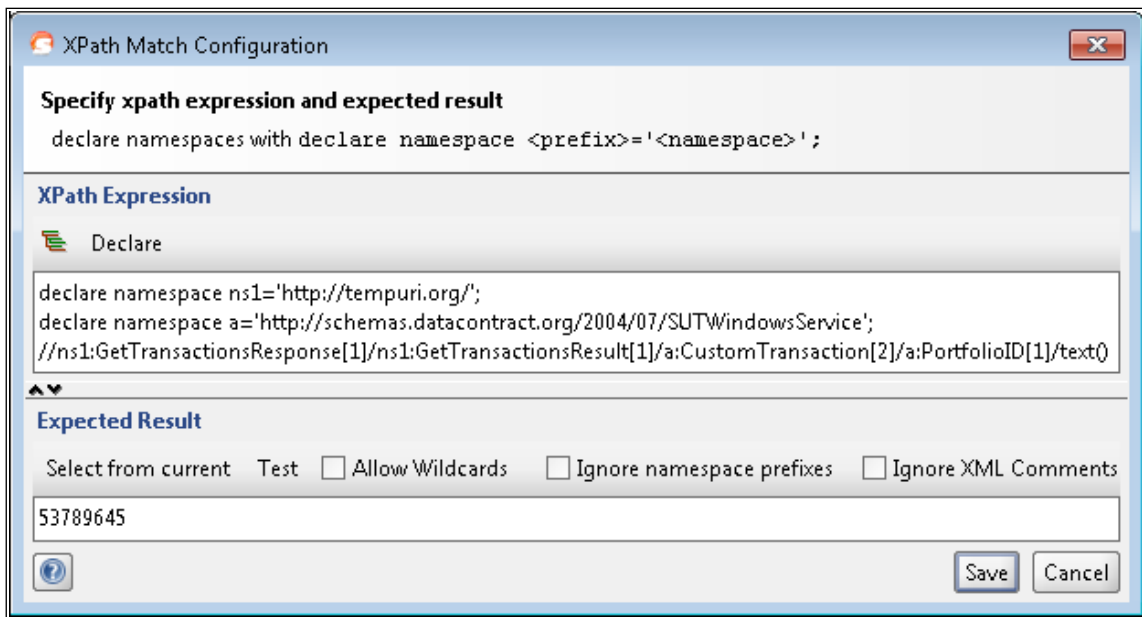 XPath Match Configuration
Specify xpath expression and expected result
declare namespaces with declare namespace <prefix>='<namespace>';
XPath Expression
Declare
declare namespace ns1='http://tempuri.org/';
declare namespace a='http://schemas.datacontract.org/2004/07/SUTWindowsService';
//ns1:GetTransactionsResponse[1]/ns1:GetTransactionsResult[1]/a:CustomTransaction[2]/a:PortfolioID[1]/text()
Expected Result
Select from current Test Allow Wildcards Ignore namespace prefixes Ignore XML Comments
53789645
Save Cancel